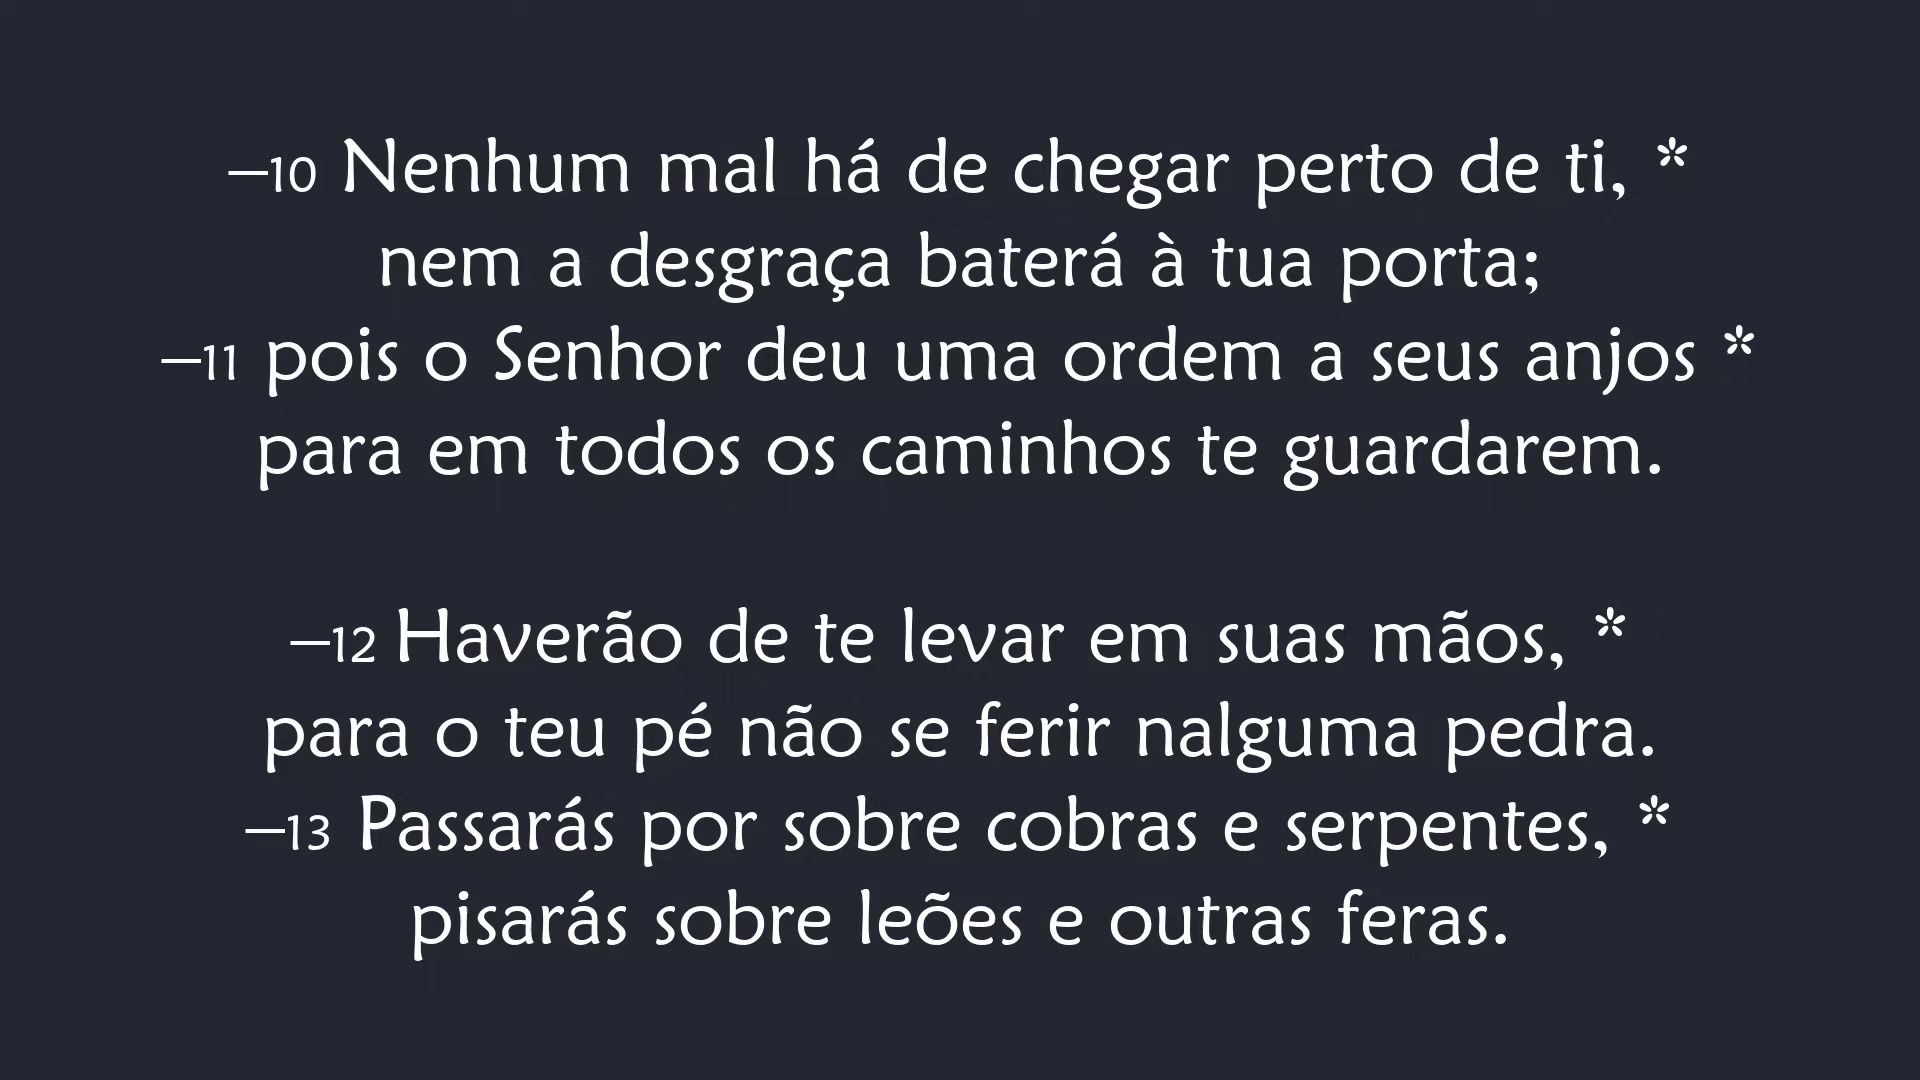 –10 Nenhum mal há de chegar perto de ti, *
nem a desgraça baterá à tua porta;
–11 pois o Senhor deu uma ordem a seus anjos *
para em todos os caminhos te guardarem.
–12 Haverão de te levar em suas mãos, *
para o teu pé não se ferir nalguma pedra.
–13 Passarás por sobre cobras e serpentes, *
pisarás sobre leões e outras feras.